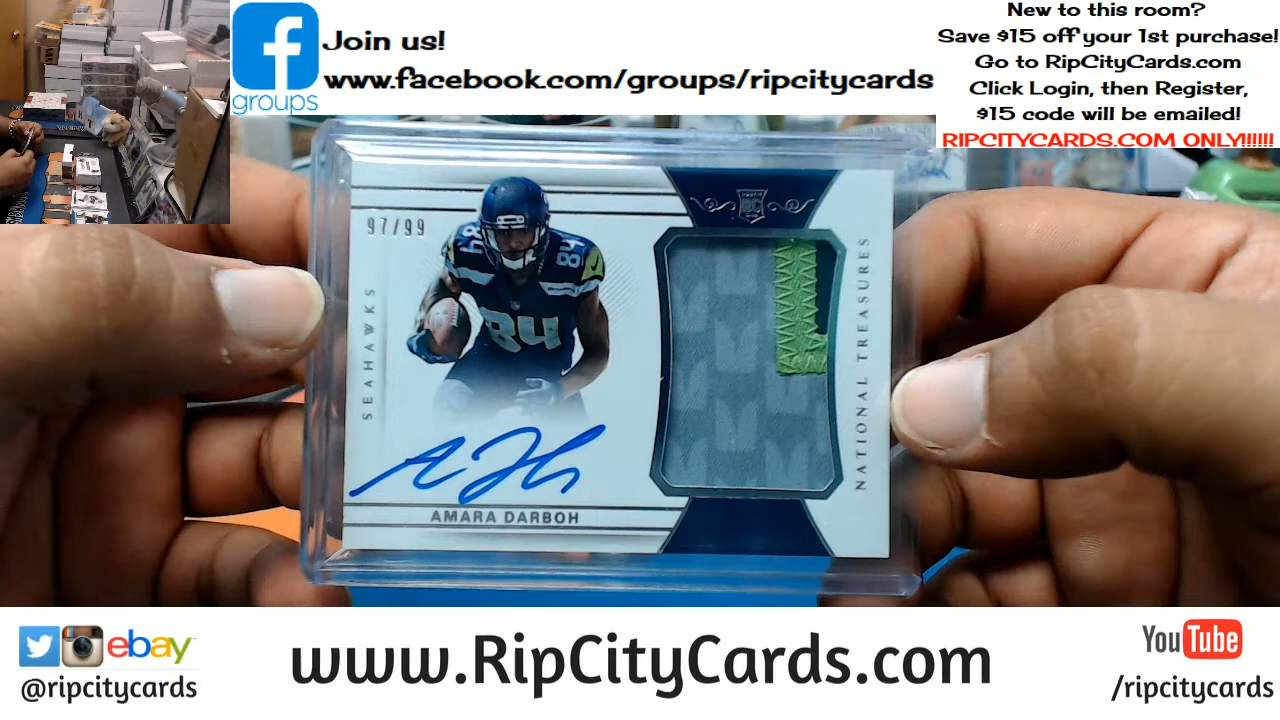 Join us!
www.facebook.com/groups/ripcitycards
groups
New to this room?
Save $15 off your 1st purchase!
Go to RipCityCards.com
Click Login, then Register,
$15 code will be emailed!
RIPCITYCARDS.COM ONLY!!!!!!
97/99
SEAHAWKS
84
84
84
RC
NATIONAL TREASURES
AMARA DARBOH
ebay
@ripcitycards
www.RipCityCards.com
YouTube
/ripcitycards